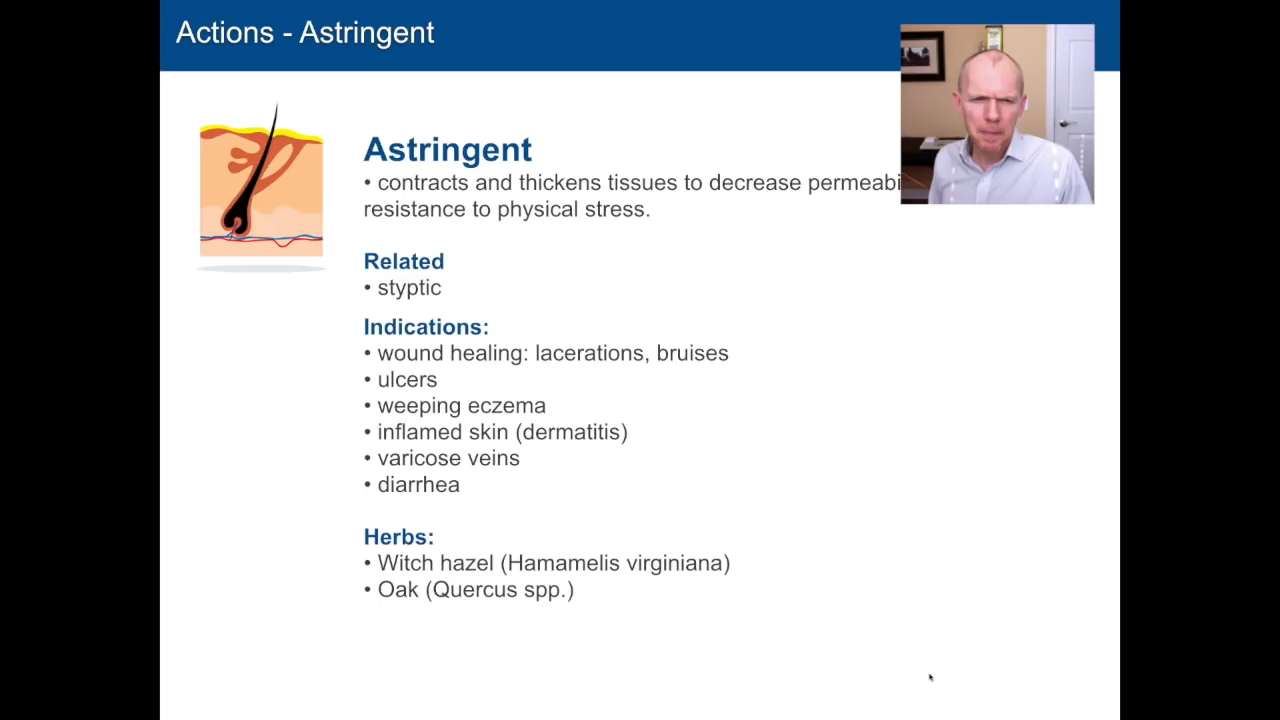 Actions - Astringent
Astringent
• contracts and thickens tissues to decrease
resistance to physical stress.
Related
• styptic
Indications:
• wound healing: lacerations, bruises
• ulcers
• weeping eczema
• inflamed skin (dermatitis)
• varicose veins
• diarrhea
Herbs:
• Witch hazel (Hamamelis virginiana)
• Oak (Quercus spp.)